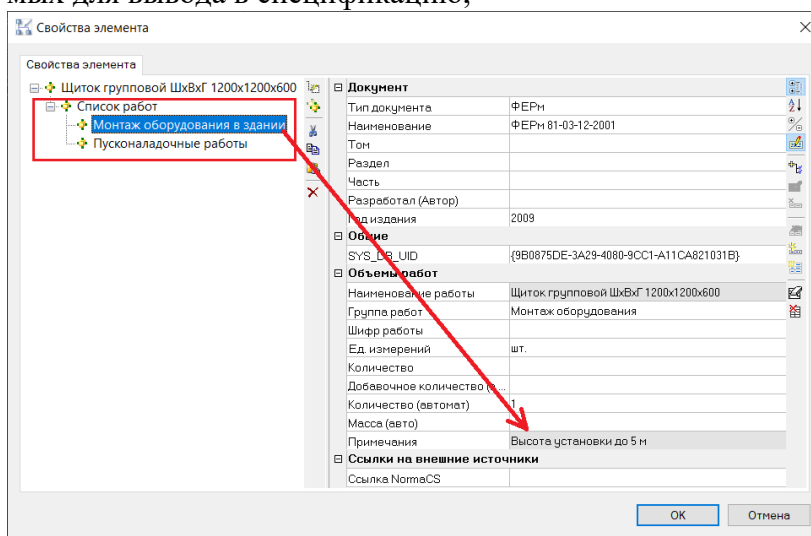 мых для вывода в спецификацию;
Свойства элемента
Свойства элемента
Щиток групповой ШхВхГ 1200х1200х600
Список работ
Монтаж оборудования в здании
Пусконаладочные работы
Документ
Тип документа ФЕРм
Наименование ФЕРм 81-03-12-2001
Том
Раздел
Часть
Разработал (Автор)
Год издания 2009
Общие
SYS_DB_UID {9B0875DE-3A29-4080-9CC1-A11CA821031B}
Объемы работ
Наименование работы Щиток групповой ШхВхГ 1200х1200х600
Группа работ Монтаж оборудования
Шифр работы
Ед. измерений шт.
Количество
Добавочное количество (в ...
Количество (автомат) 1
Масса (авто)
Примечания Высота установки до 5 м
Ссылки на внешние источники
Ссылка NormaCS
OK Отмена